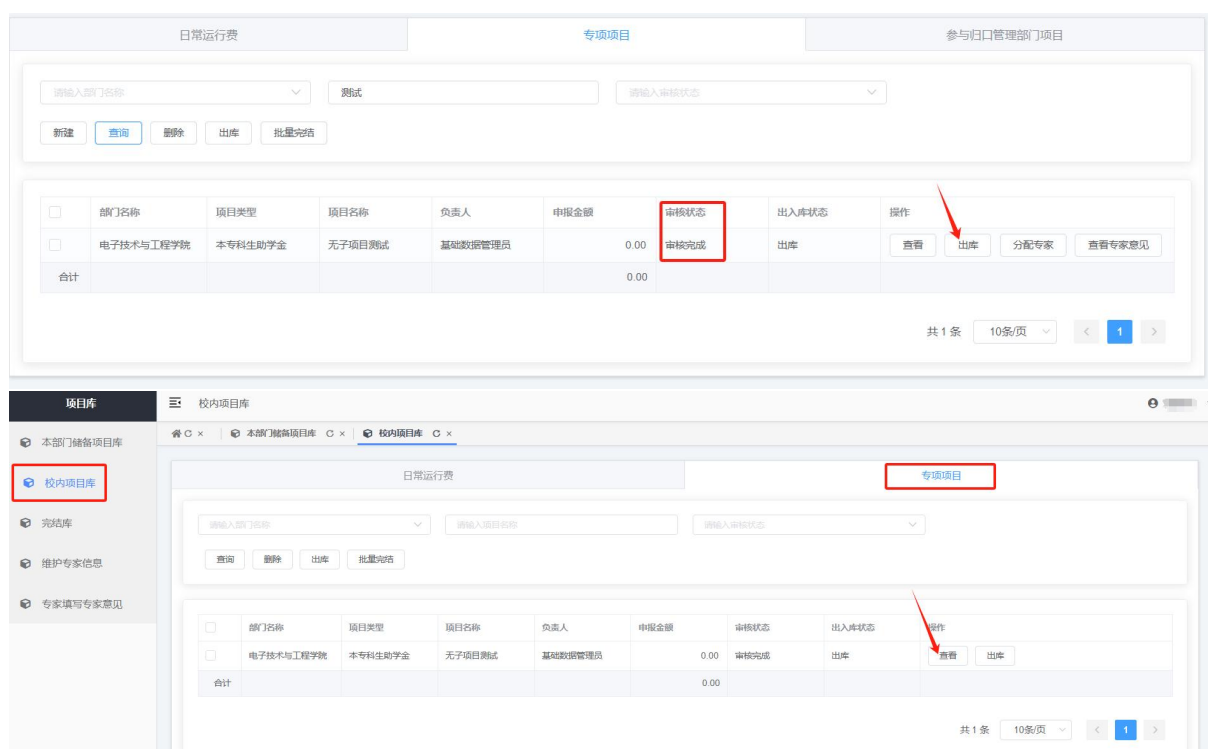 日常运行费 专项项目 参与归口管理部门项目
请输入部门名称 测试 请输入审核状态
新建 查询 删除 出库 批量完结
部门名称 项目类型 项目名称 负责人 申报金额 审核状态 出入库状态 操作
电子技术与工程学院 本专科生助学金 无子项目测试 基础数据管理员 0.00 审核完成 出库 查看 出库 分配专家 查看专家意见
合计 0.00
共 1 条 10条/页 < 1 >
项目库 校内项目库
本部门储备项目库 校内项目库
本部门储备项目库
校内项目库
完结库
维护专家信息
专家填写专家意见
日常运行费 专项项目
请输入部门名称 请输入项目名称 请输入审核状态
查询 删除 出库 批量完结
部门名称 项目类型 项目名称 负责人 申报金额 审核状态 出入库状态 操作
电子技术与工程学院 本专科生助学金 无子项目测试 基础数据管理员 0.00 审核完成 出库 查看 出库
合计 0.00
共 1 条 10条/页 < 1 >